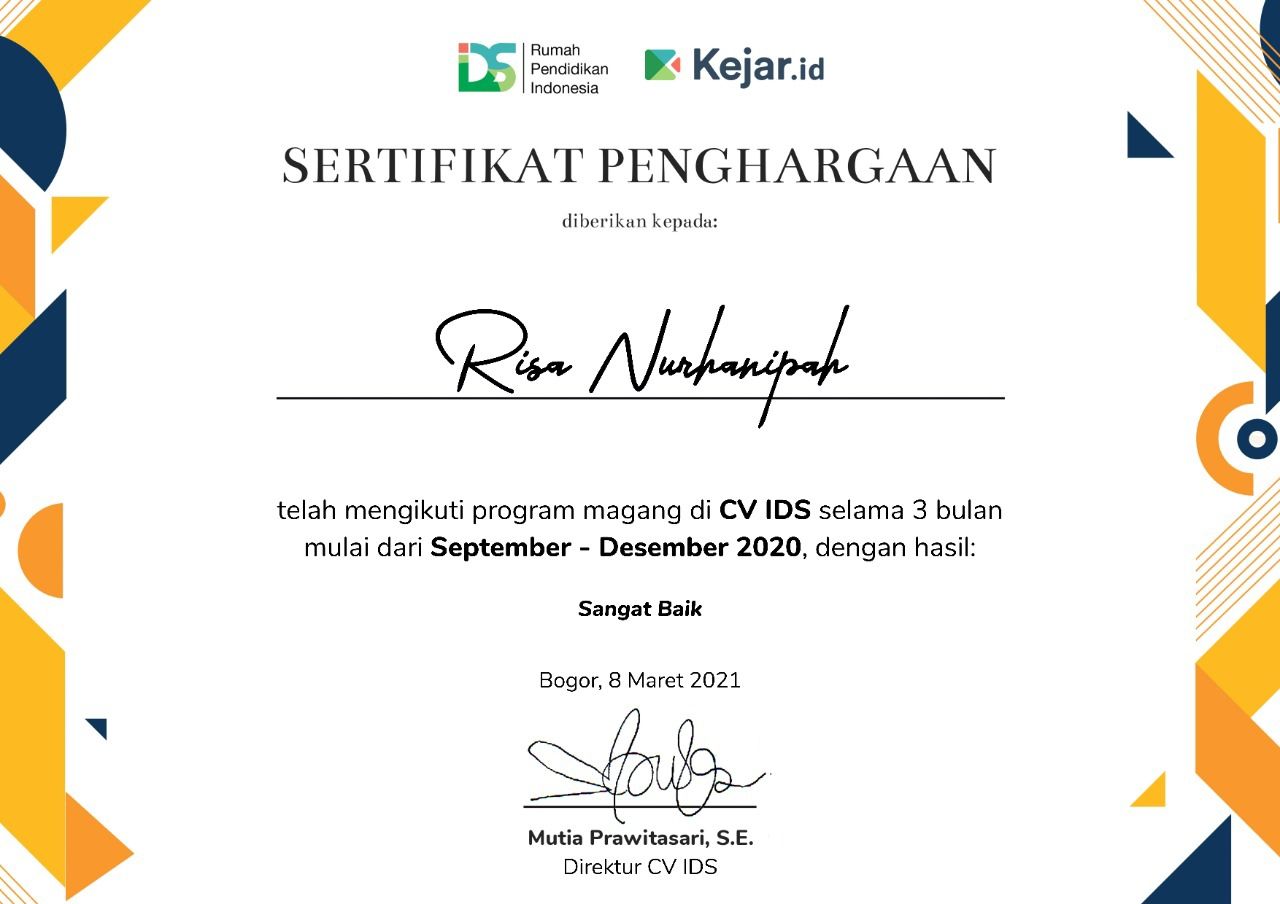 iDS
Rumah
Pendidikan
Indonesia
Kejar.id
SERTIFIKAT PENGHARGAAN
diberikan kepada:
Risa Nurhanipah
telah mengikuti program magang di CV IDS selama 3 bulan
mulai dari September - Desember 2020, dengan hasil:
Sangat Baik
Bogor, 8 Maret 2021
Mutia Prawitasari, S.E.
Direktur CV IDS